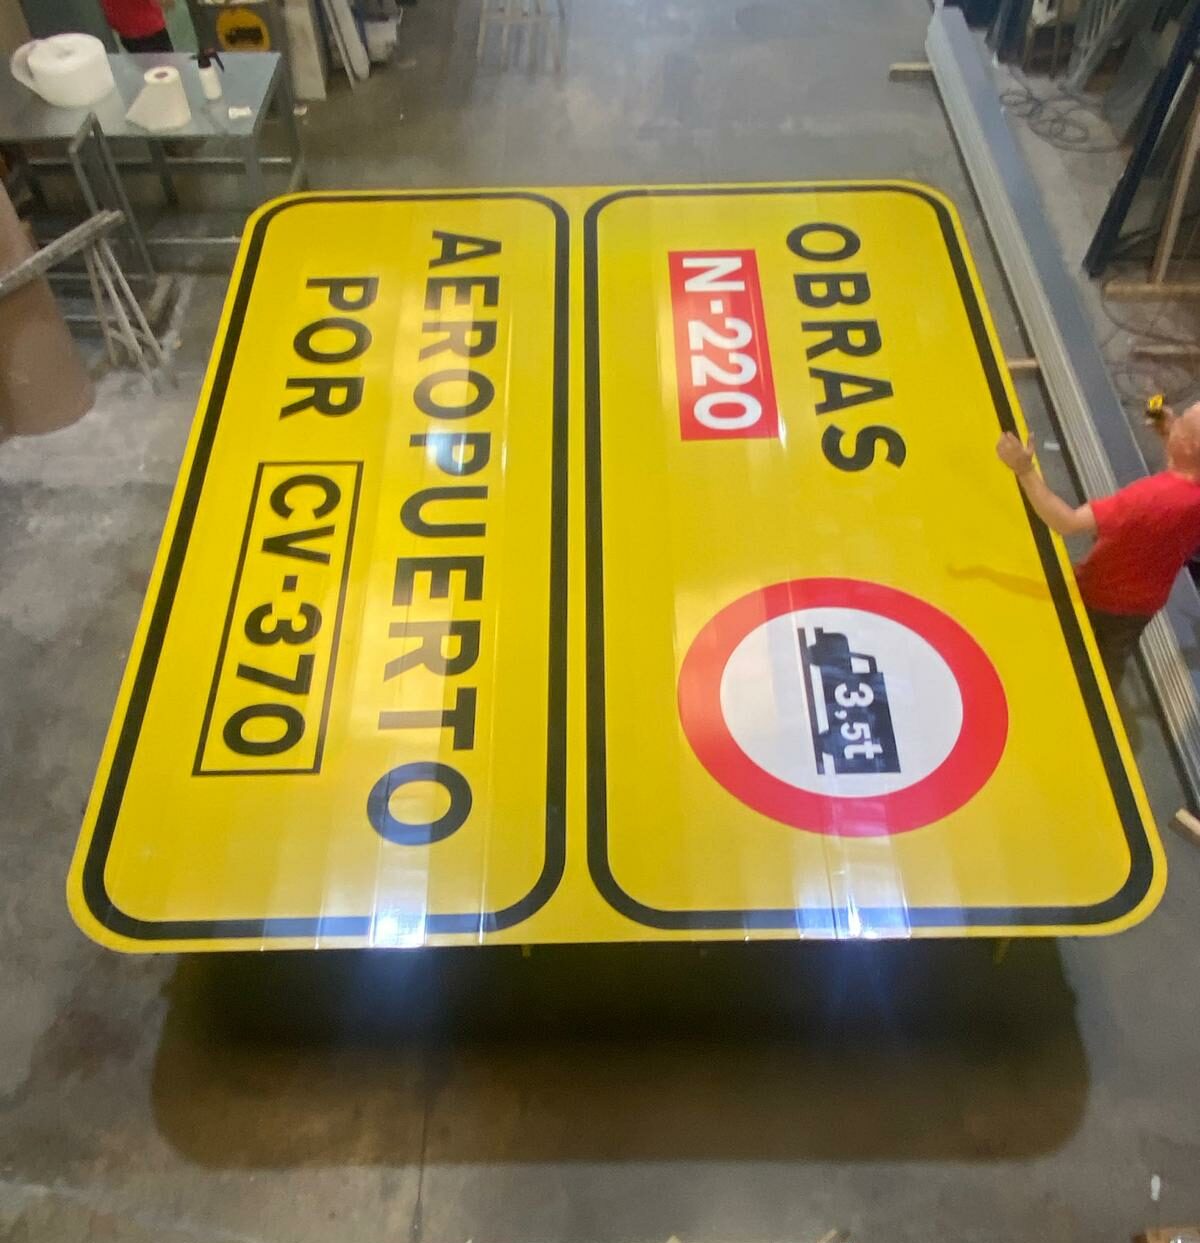 OBRAS
N-220
3,5t
AEROPUERTO
POR CV-370